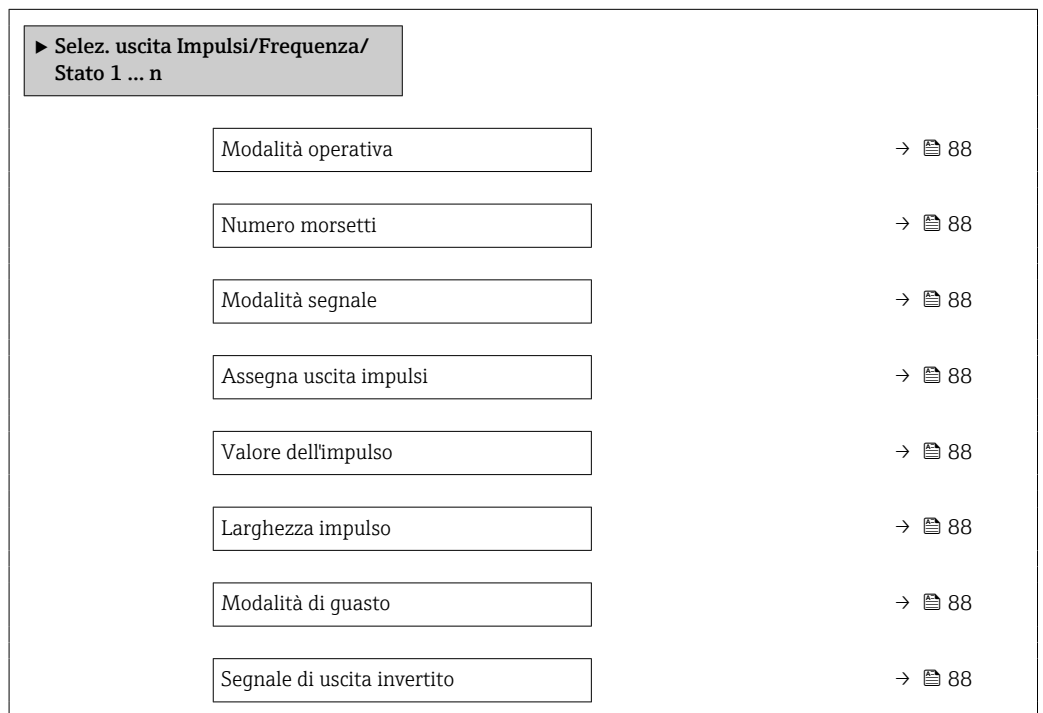 ► Selez. uscita Impulsi/Frequenza/
Stato 1 ... n
Modalità operativa → 88
Numero morsetti → 88
Modalità segnale → 88
Assegna uscita impulsi → 88
Valore dell'impulso → 88
Larghezza impulso → 88
Modalità di guasto → 88
Segnale di uscita invertito → 88